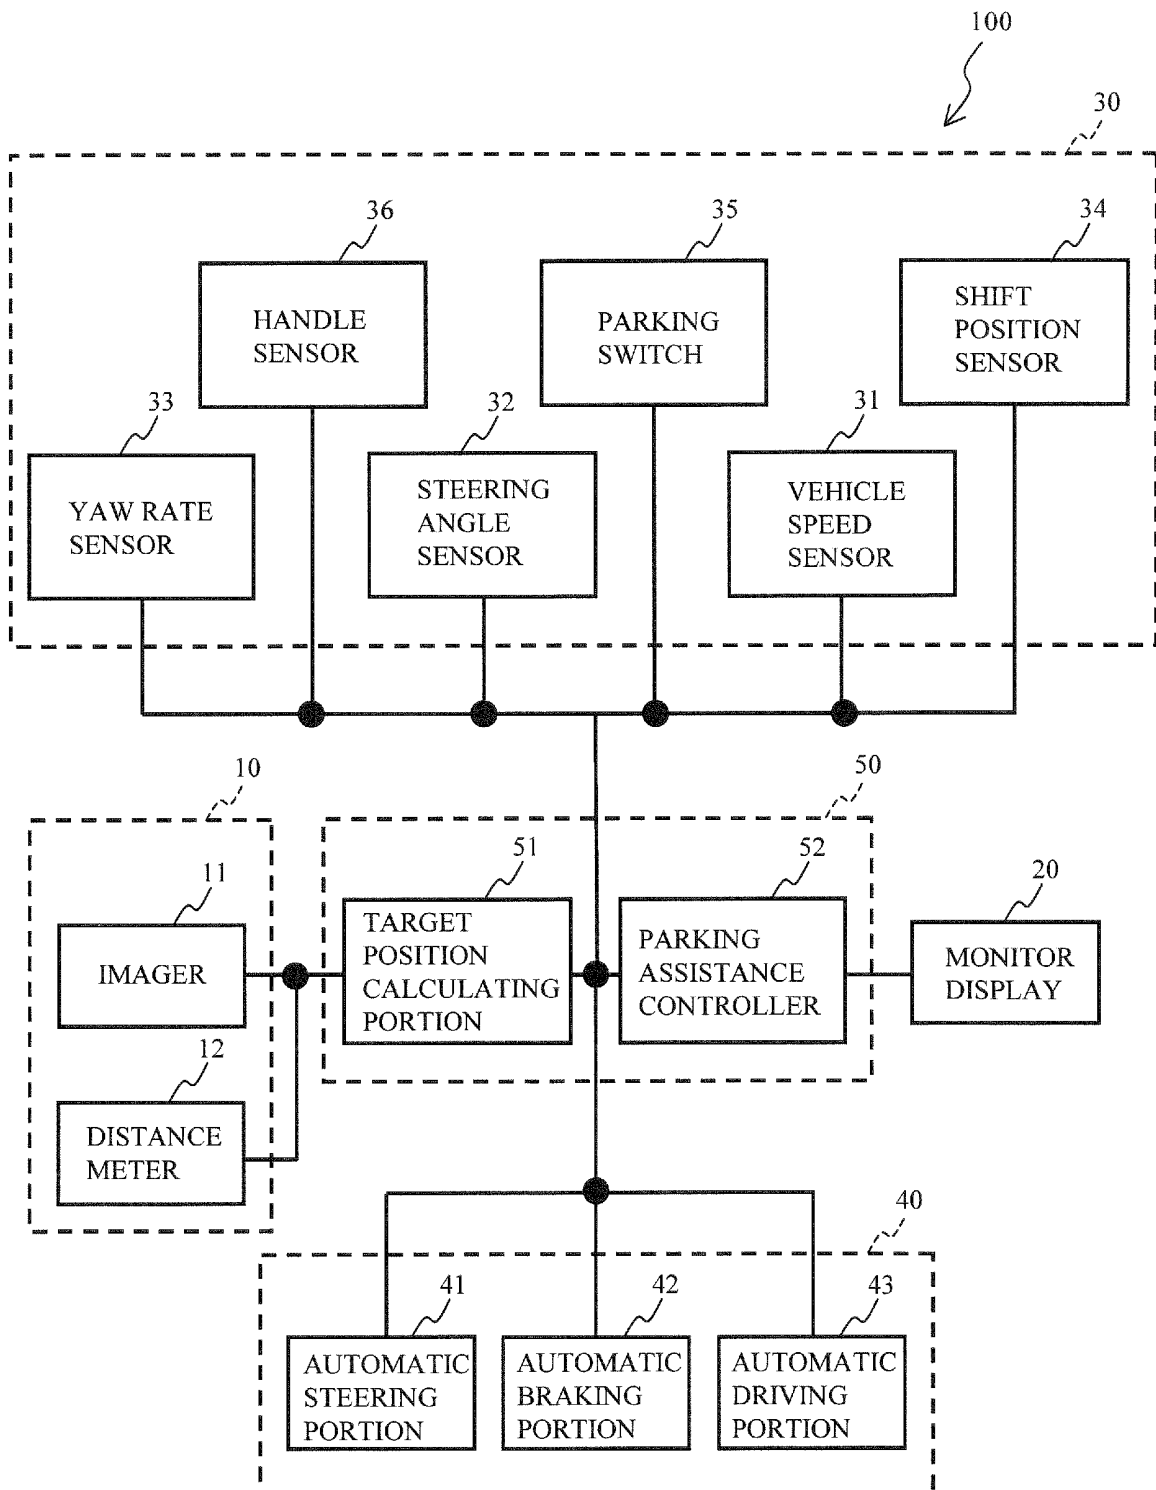 100
30
36
35
34
HANDLE
SENSOR
PARKING
SWITCH
SHIFT
POSITION
SENSOR
33
32
31
YAW RATE
SENSOR
STEERING
ANGLE
SENSOR
VEHICLE
SPEED
SENSOR
10
50
11
51
52
20
IMAGER
TARGET
POSITION
CALCULATING
PORTION
PARKING
ASSISTANCE
CONTROLLER
MONITOR
DISPLAY
12
DISTANCE
METER
40
41
42
43
AUTOMATIC
STEERING
PORTION
AUTOMATIC
BRAKING
PORTION
AUTOMATIC
DRIVING
PORTION